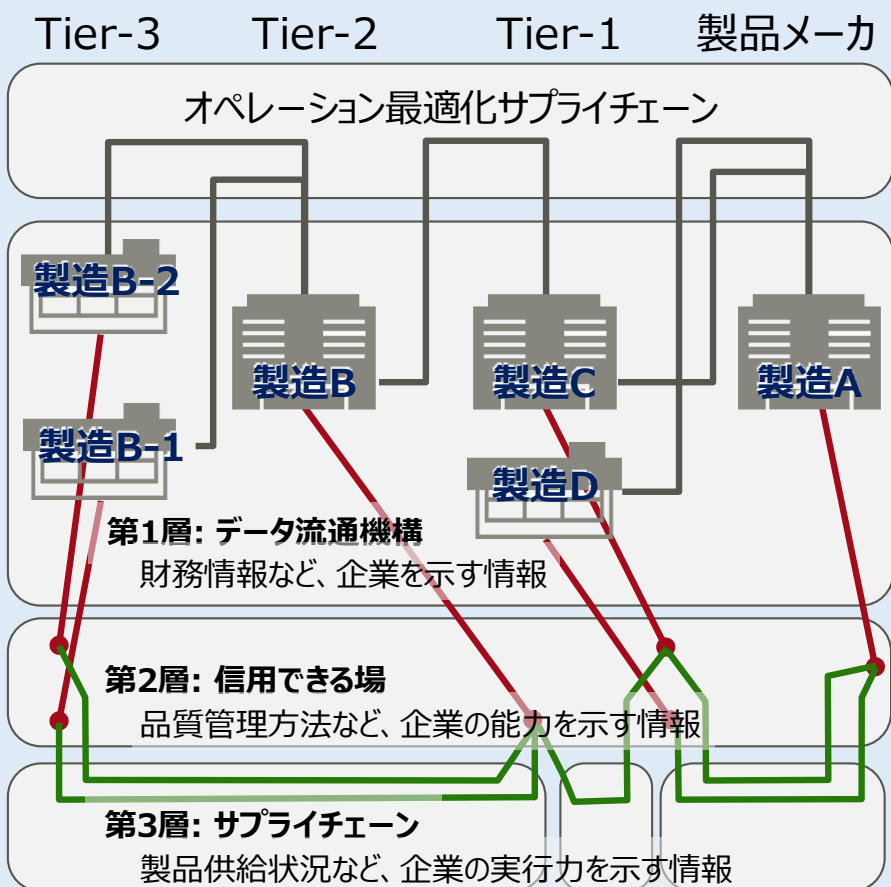 Tier-3 Tier-2 Tier-1 製品メーカ
オペレーション最適化サプライチェーン
製造B-2
製造B 製造C 製造A
製造B-1
製造D
第1層: データ流通機構
財務情報など、企業を示す情報
第2層: 信用できる場
品質管理方法など、企業の能力を示す情報
第3層: サプライチェーン
製品供給状況など、企業の実行力を示す情報